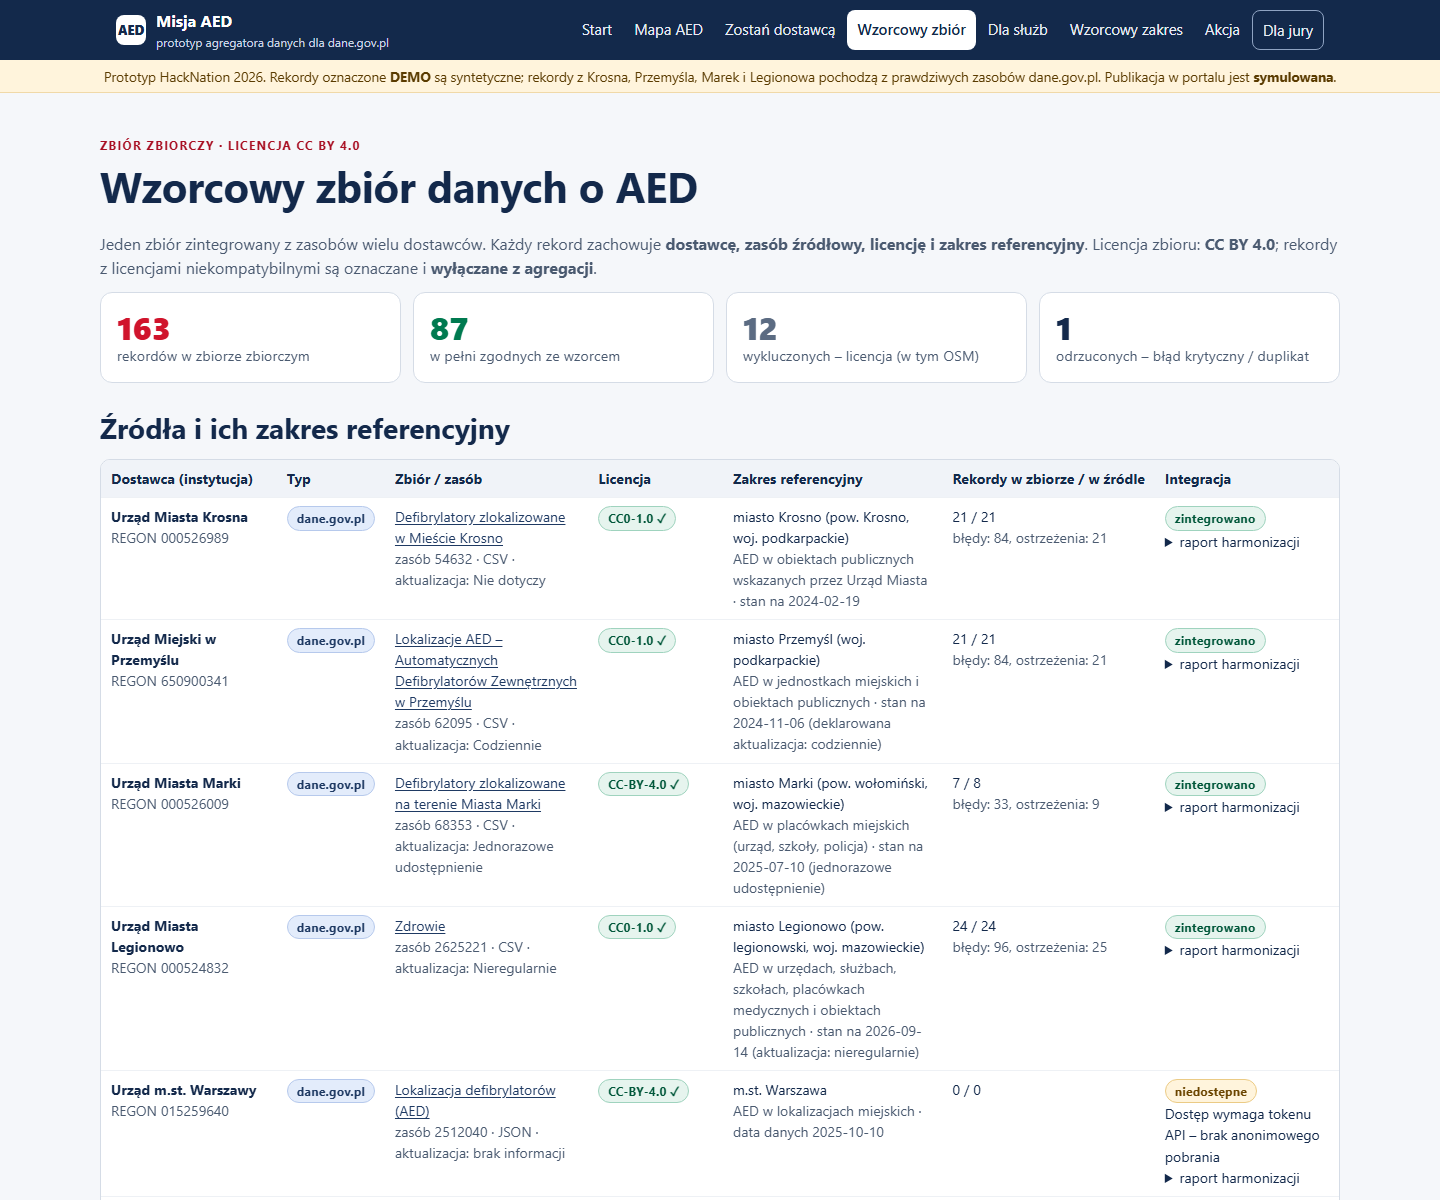 AED
Misja AED
prototyp agregatora danych dla dane.gov.pl
Start
Mapa AED
Zostań dostawcą
Wzorcowy zbiór
Dla służb
Wzorcowy zakres
Akcja
Dla jury
Prototyp HackNation 2026. Rekordy oznaczone DEMO są syntetyczne; rekordy z Krosna, Przemyśla, Marek i Legionowa pochodzą z prawdziwych zasobów dane.gov.pl. Publikacja w portalu jest symulowana.
ZBIÓR ZBIORCZY · LICENCJA CC BY 4.0
Wzorcowy zbiór danych o AED
Jeden zbiór zintegrowany z zasobów wielu dostawców. Każdy rekord zachowuje dostawcę, zasób źródłowy, licencję i zakres referencyjny. Licencja zbioru: CC BY 4.0; rekordy
z licencjami niekompatybilnymi są oznaczane i wyłączane z agregacji.
163
rekordów w zbiorze zbiorczym
87
w pełni zgodnych ze wzorcem
12
wykluczonych – licencja (w tym OSM)
1
odrzuconych – błąd krytyczny / duplikat
Źródła i ich zakres referencyjny
Dostawca (instytucja)
Typ
Zbiór / zasób
Licencja
Zakres referencyjny
Rekordy w zbiorze / w źródle
Integracja
Urząd Miasta Krosna
REGON 000526989
dane.gov.pl
Defibrylatory zlokalizowane
w Mieście Krosno
zasób 54632 · CSV ·
aktualizacja: Nie dotyczy
CC0-1.0 ✓
miasto Krosno (pow. Krosno,
woj. podkarpackie)
AED w obiektach publicznych
wskazanych przez Urząd Miasta
· stan na 2024-02-19
21 / 21
błędy: 84, ostrzeżenia: 21
zintegrowano
▶ raport harmonizacji
Urząd Miejski w
Przemyślu
REGON 650900341
dane.gov.pl
Lokalizacje AED –
Automatycznych
Defibrylatorów Zewnętrznych
w Przemyślu
zasób 62095 · CSV ·
aktualizacja: Codziennie
CC0-1.0 ✓
miasto Przemyśl (woj.
podkarpackie)
AED w jednostkach miejskich i
obiektach publicznych · stan na
2024-11-06 (deklarowana
aktualizacja: codziennie)
21 / 21
błędy: 84, ostrzeżenia: 21
zintegrowano
▶ raport harmonizacji
Urząd Miasta Marki
REGON 000526009
dane.gov.pl
Defibrylatory zlokalizowane
na terenie Miasta Marki
zasób 68353 · CSV ·
aktualizacja: Jednorazowe
udostępnienie
CC-BY-4.0 ✓
miasto Marki (pow. wołomiński,
woj. mazowieckie)
AED w placówkach miejskich
(urząd, szkoły, policja) · stan na
2025-07-10 (jednorazowe
udostępnienie)
7 / 8
błędy: 33, ostrzeżenia: 9
zintegrowano
▶ raport harmonizacji
Urząd Miasta
Legionowo
REGON 000524832
dane.gov.pl
Zdrowie
zasób 2625221 · CSV ·
aktualizacja: Nieregularnie
CC0-1.0 ✓
miasto Legionowo (pow.
legionowski, woj. mazowieckie)
AED w urzędach, służbach,
szkołach, placówkach
medycznych i obiektach
publicznych · stan na 2026-09-
14 (aktualizacja: nieregularnie)
24 / 24
błędy: 96, ostrzeżenia: 25
zintegrowano
▶ raport harmonizacji
Urząd m.st. Warszawy
REGON 015259640
dane.gov.pl
Lokalizacja defibrylatorów
(AED)
zasób 2512040 · JSON ·
aktualizacja: brak informacji
CC-BY-4.0 ✓
m.st. Warszawa
AED w lokalizacjach miejskich ·
data danych 2025-10-10
0 / 0
niedostępne
Dostęp wymaga tokenu
API – brak anonimowego
pobrania
▶ raport harmonizacji